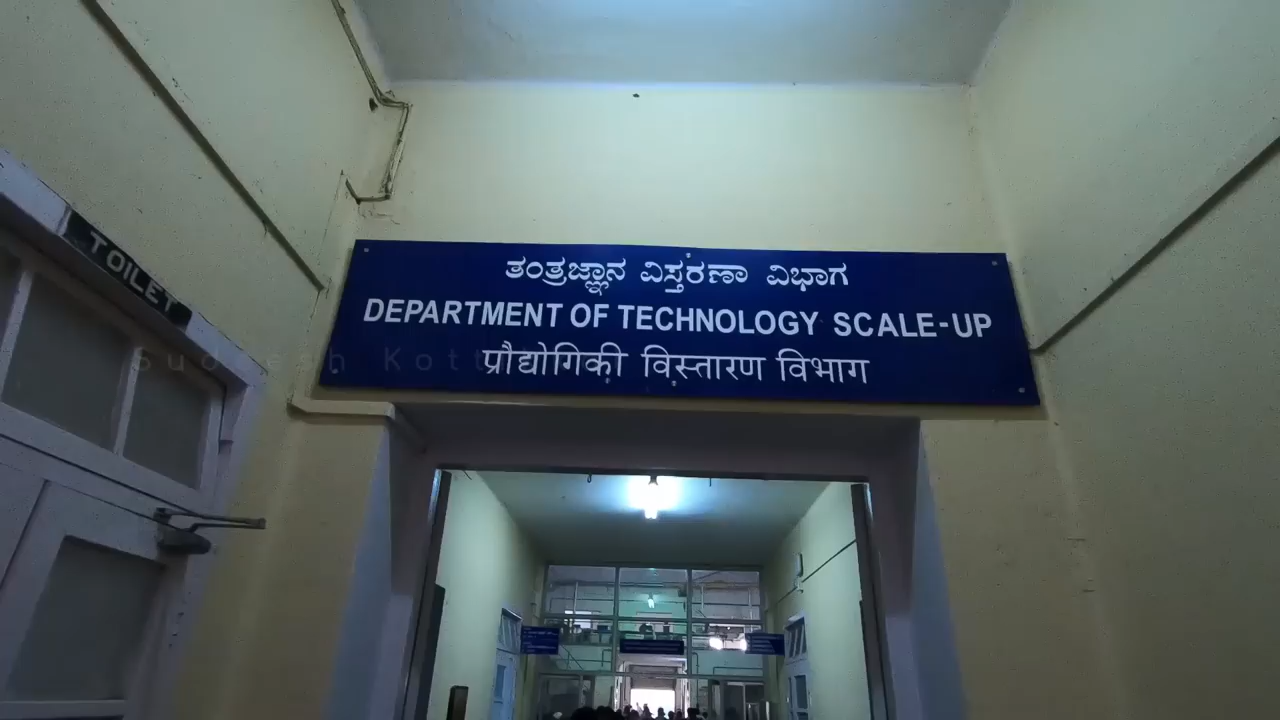 ತಂತ್ರಜ್ಞಾನ ವಿಸ್ತರಣಾ ವಿಭಾಗ
DEPARTMENT OF TECHNOLOGY SCALE-UP
प्रौद्योगिकी विस्तारण विभाग
TOILET